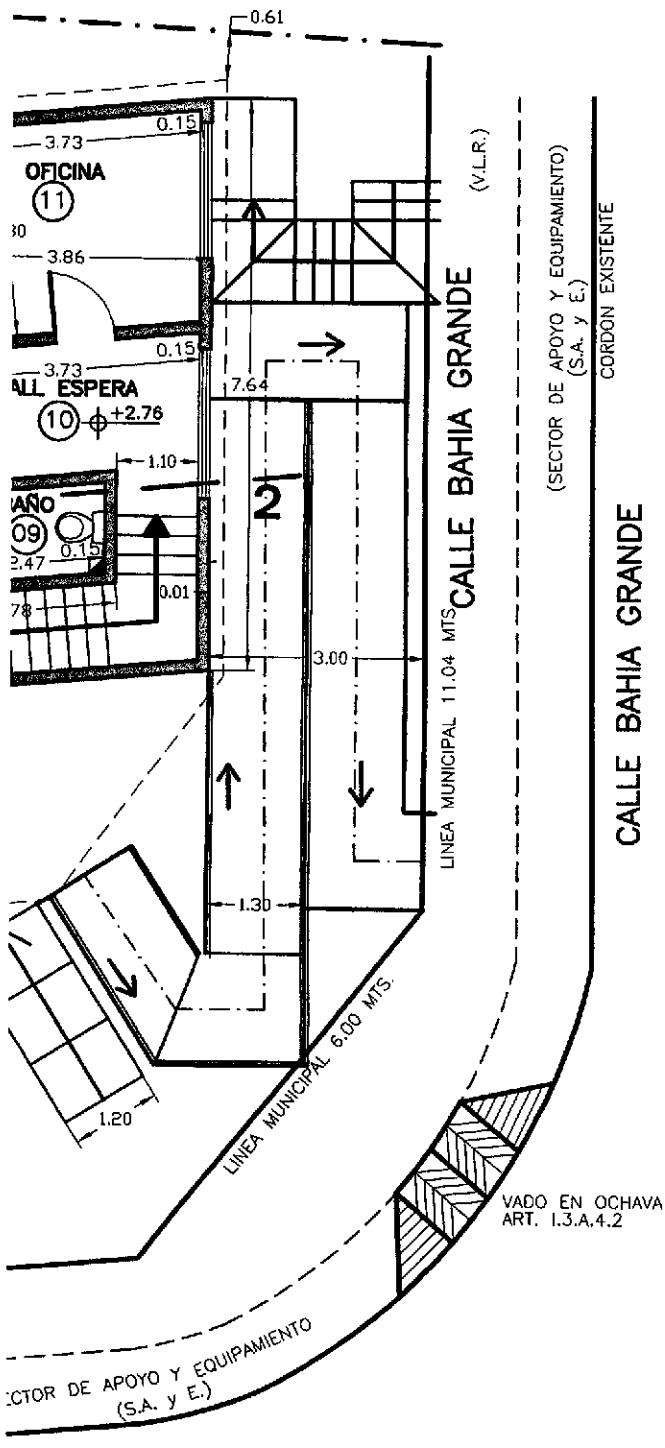 0.61
0.15
3.73
OFICINA
11
3.86
3.73
0.15
ALL ESPERA
10
+2.76
7.64
1.10
2
AÑO
09
0.15
2.47
0.01
78
3.00
1.30
1.20
(V.L.R.)
CALLE BAHIA GRANDE
LINEA MUNICIPAL 11.04 MTS.
LINEA MUNICIPAL 6.00 MTS.
(SECTOR DE APOYO Y EQUIPAMIENTO)
(S.A. y E.)
CORDON EXISTENTE
CALLE BAHIA GRANDE
VADO EN OCHAVA
ART. I.3.A.4.2
ECTOR DE APOYO Y EQUIPAMIENTO
(S.A. y E.)